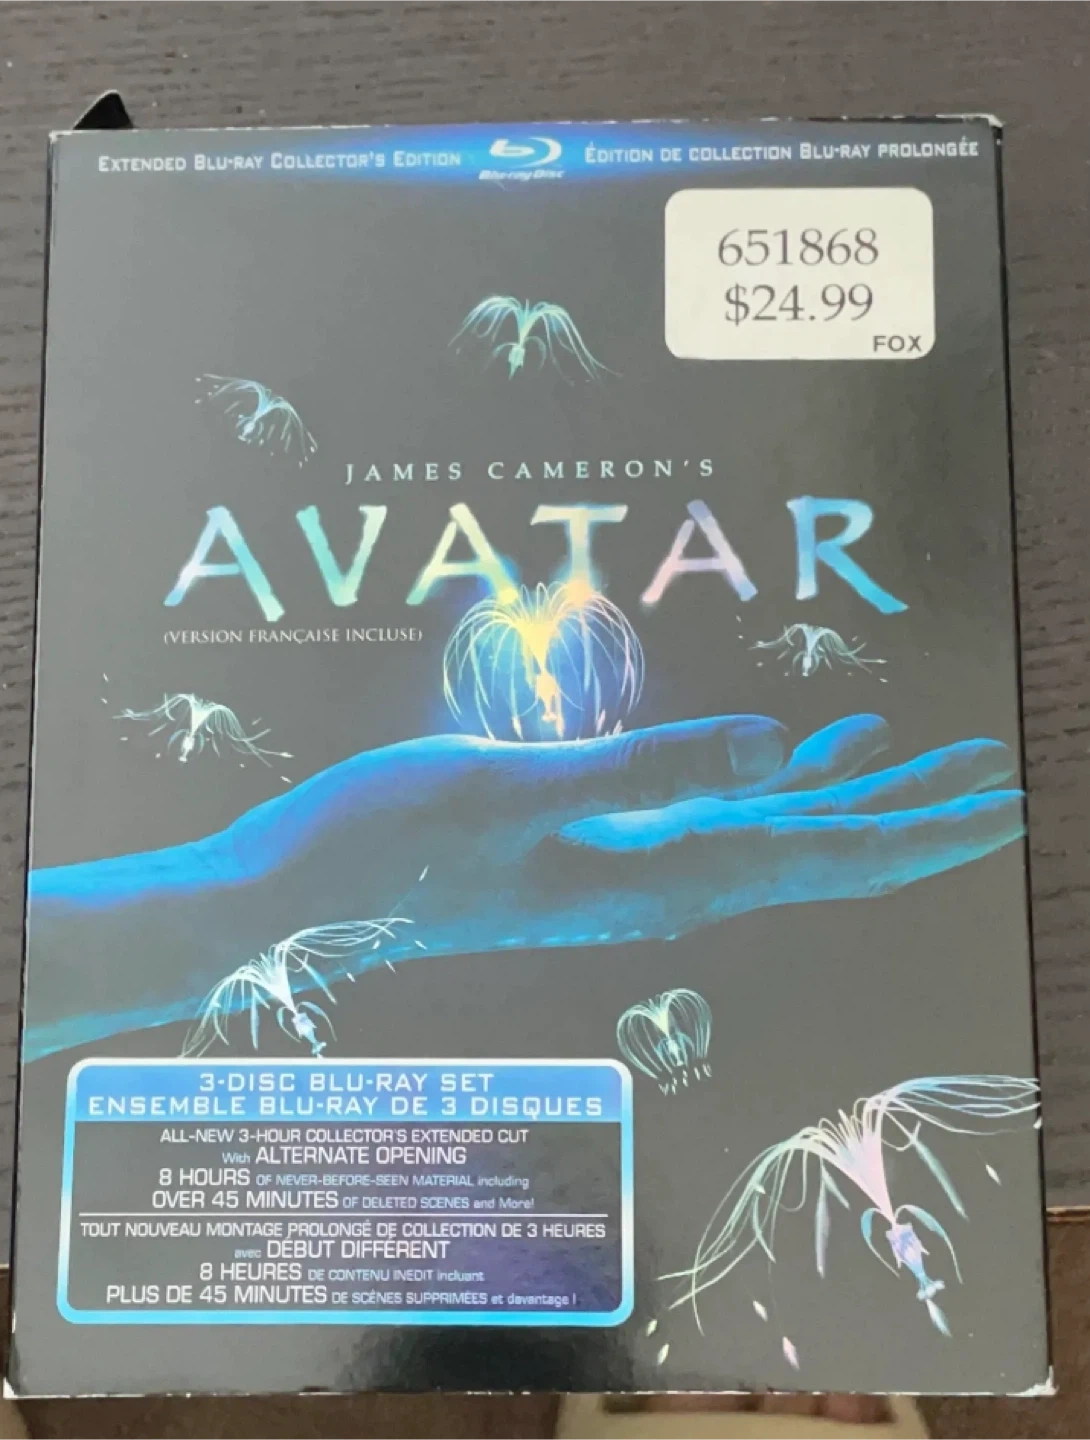 EXTENDED BLU-RAY COLLECTOR'S EDITION
Blu-ray Disc
ÉDITION DE COLLECTION BLU-RAY PROLONGÉE
651868
$24.99
FOX
JAMES CAMERON'S
AVATAR
(VERSION FRANÇAISE INCLUSE)
3-DISC BLU-RAY SET
ENSEMBLE BLU-RAY DE 3 DISQUES
ALL-NEW 3-HOUR COLLECTOR'S EXTENDED CUT
With ALTERNATE OPENING
8 HOURS OF NEVER-BEFORE-SEEN MATERIAL including
OVER 45 MINUTES OF DELETED SCENES and More!
TOUT NOUVEAU MONTAGE PROLONGÉ DE COLLECTION DE 3 HEURES
avec DÉBUT DIFFÉRENT
8 HEURES DE CONTENU INEDIT incluant
PLUS DE 45 MINUTES DE SCÈNES SUPPRIMÉES et davantage !